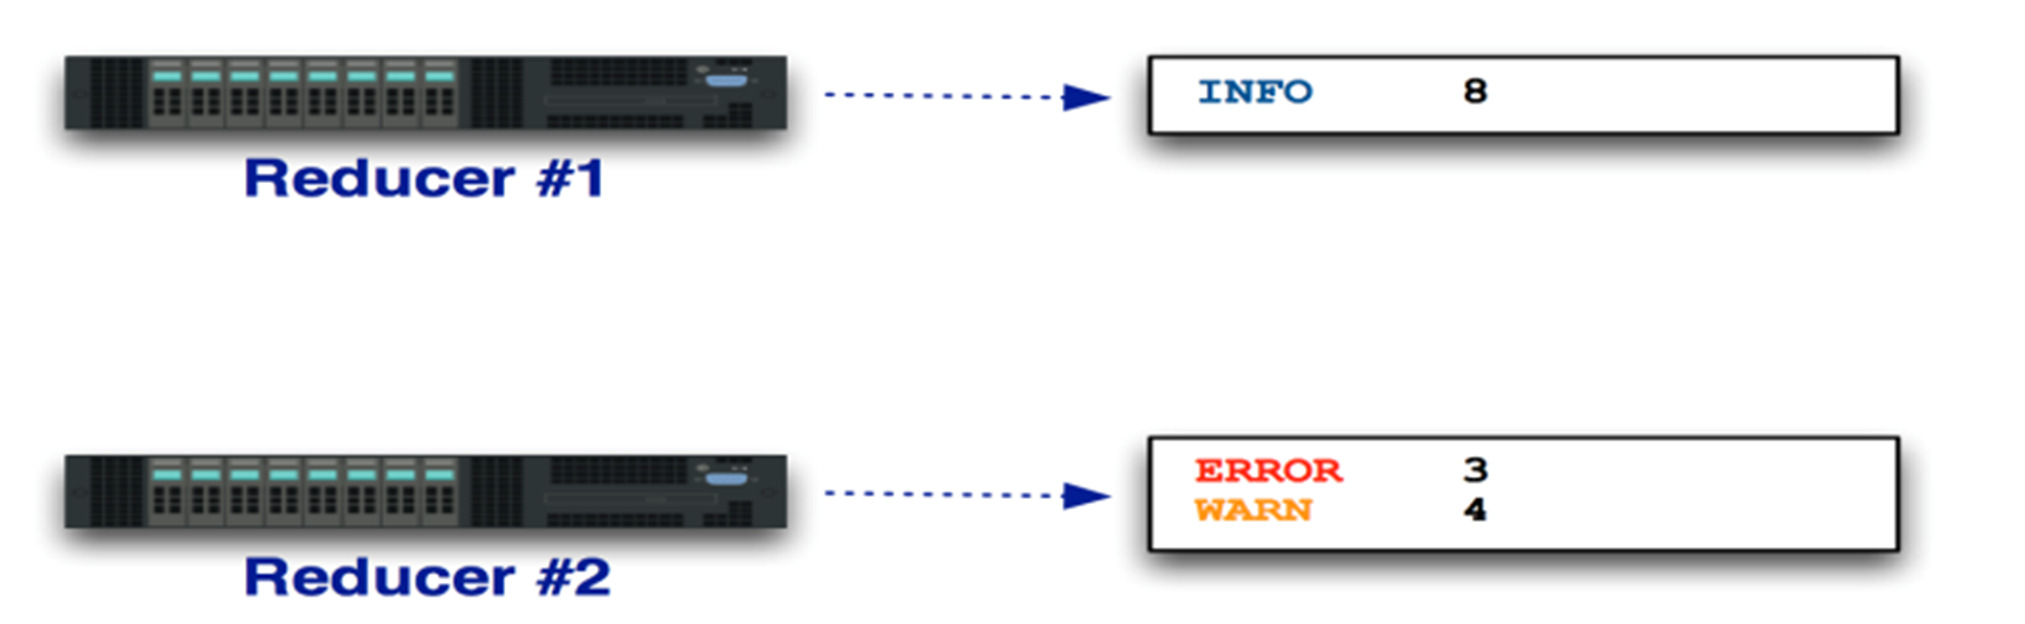 INFO 8
Reducer #1
ERROR 3
WARN 4
Reducer #2